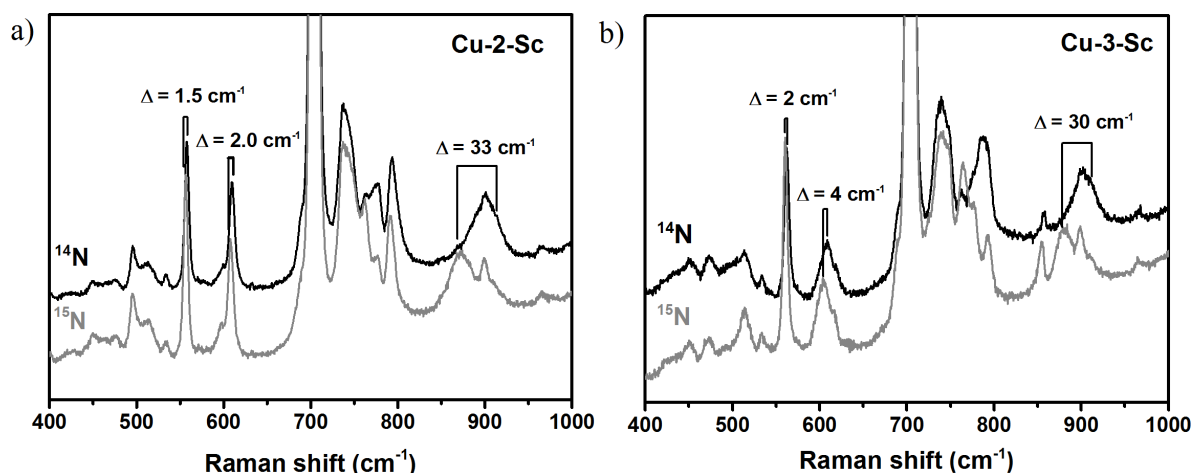 a)
Cu-2-Sc
Δ = 1.5 cm⁻¹
Δ = 2.0 cm⁻¹
Δ = 33 cm⁻¹
¹⁴N
¹⁵N
400 500 600 700 800 900 1000
Raman shift (cm⁻¹)
b)
Cu-3-Sc
Δ = 2 cm⁻¹
Δ = 4 cm⁻¹
Δ = 30 cm⁻¹
¹⁴N
¹⁵N
400 500 600 700 800 900 1000
Raman shift (cm⁻¹)